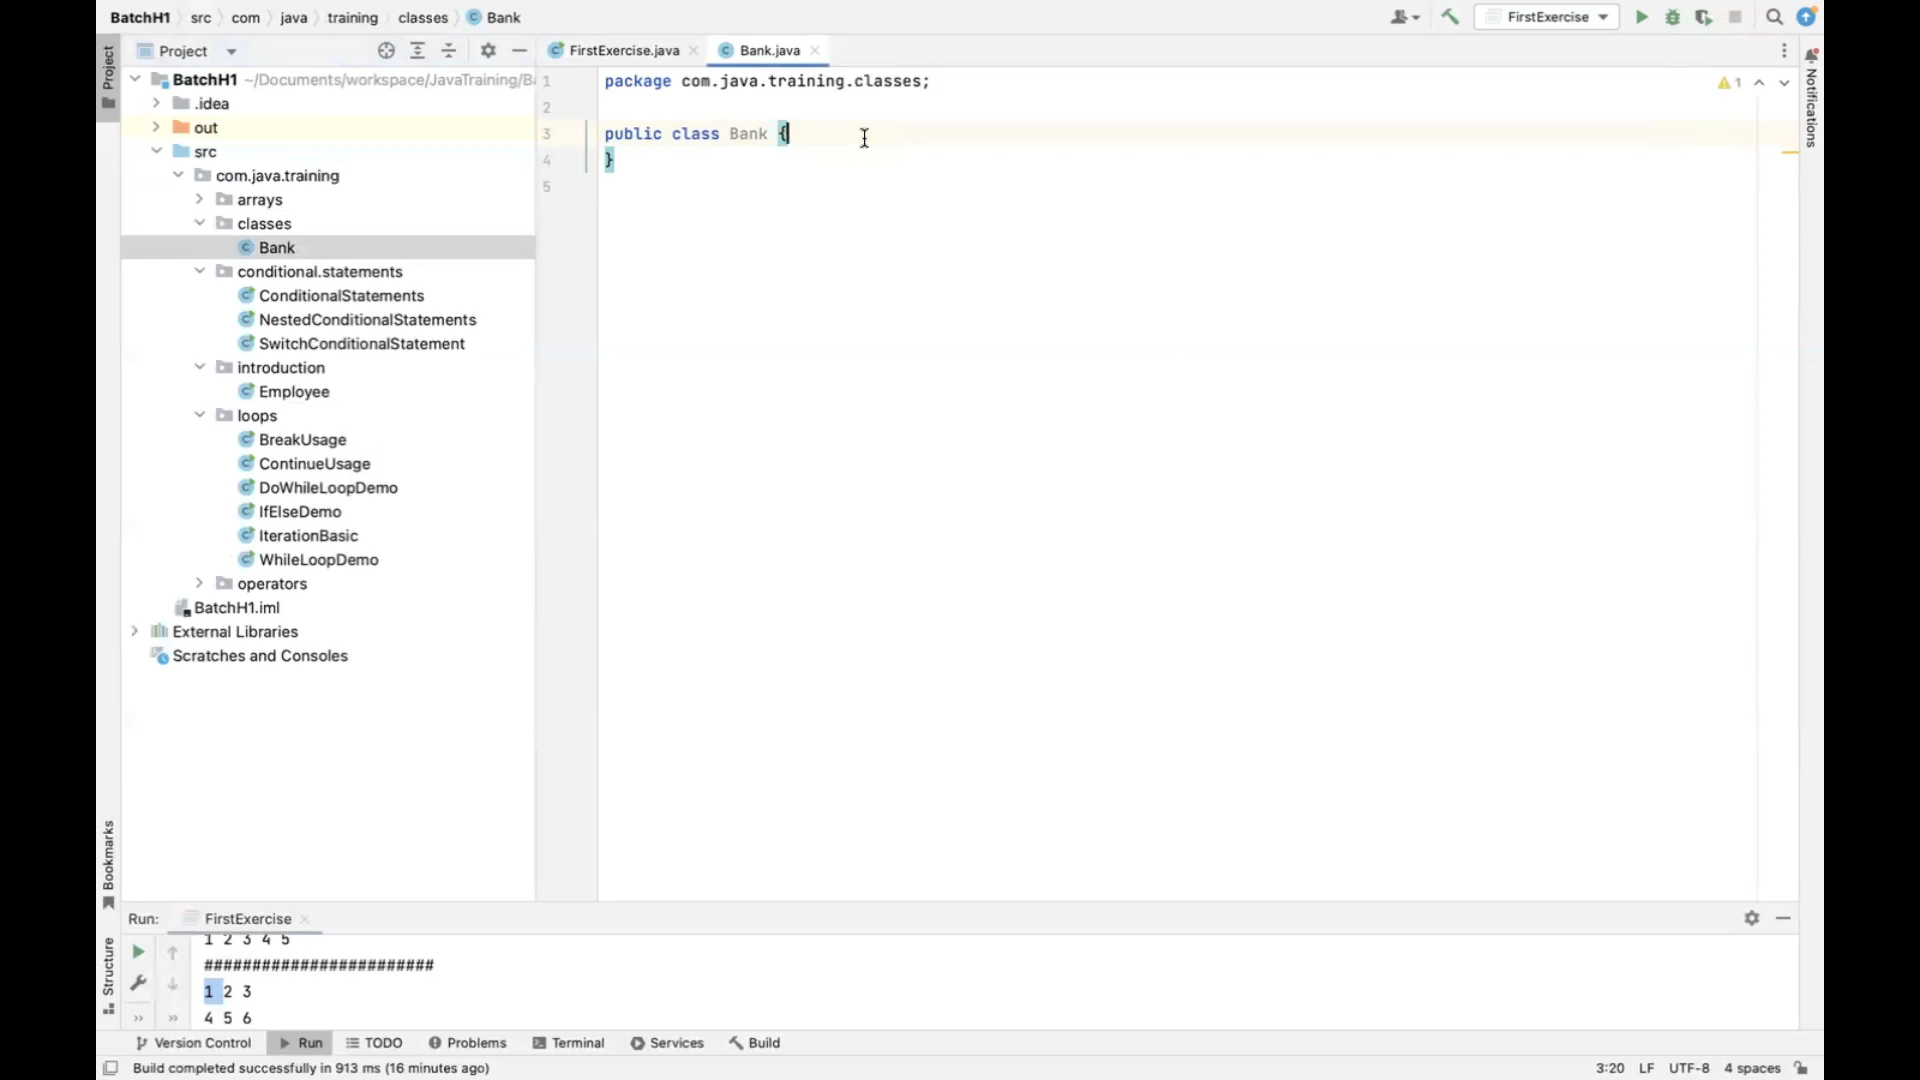 BatchH1 src com java training classes Bank
FirstExercise
Project
FirstExercise.java
Bank.java
Project
Notifications
BatchH1 ~/Documents/workspace/JavaTraining/Ba
.idea
out
src
com.java.training
arrays
classes
Bank
conditional.statements
ConditionalStatements
NestedConditionalStatements
SwitchConditionalStatement
introduction
Employee
loops
BreakUsage
ContinueUsage
DoWhileLoopDemo
IfElseDemo
IterationBasic
WhileLoopDemo
operators
BatchH1.iml
External Libraries
Scratches and Consoles
1 package com.java.training.classes;
2
3 public class Bank {
4 }
5
1
Bookmarks
Structure
Run: FirstExercise
1 2 3 4 5
########################
1 2 3
4 5 6
Version Control Run TODO Problems Terminal Services Build
Build completed successfully in 913 ms (16 minutes ago) 3:20 LF UTF-8 4 spaces